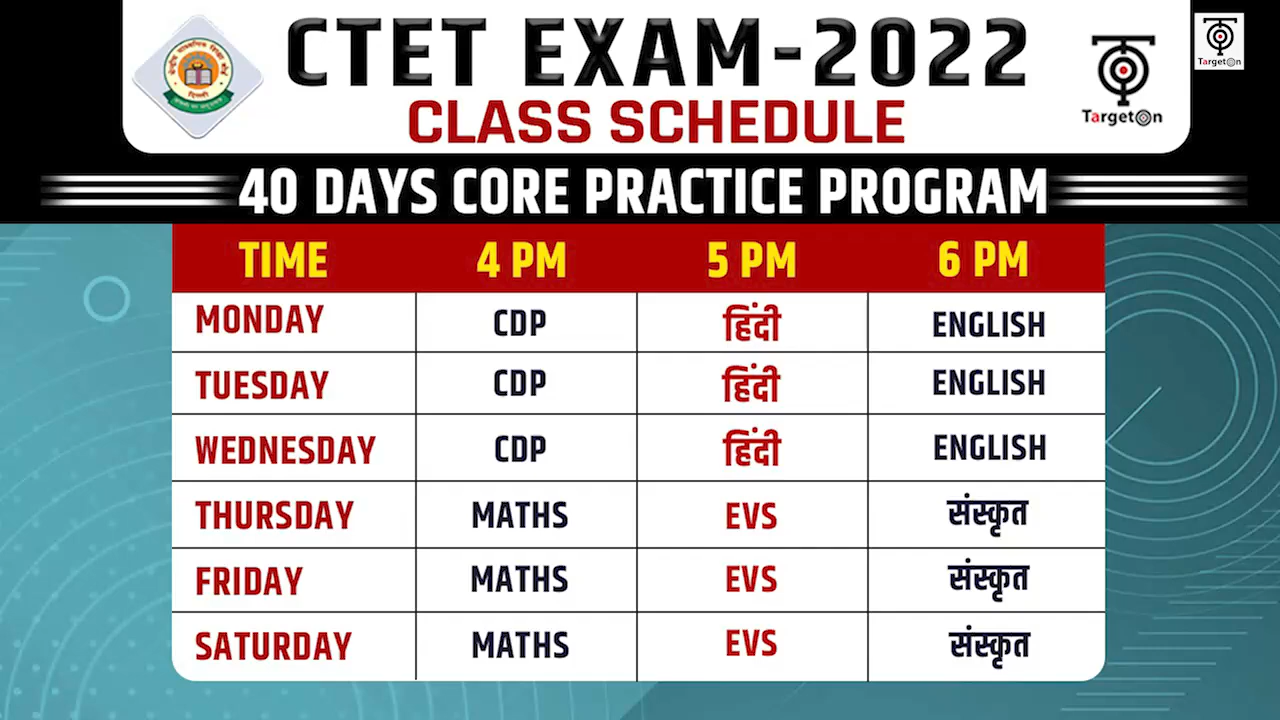 CTET EXAM-2022
CLASS SCHEDULE
TargetOn
TargetOn
40 DAYS CORE PRACTICE PROGRAM
TIME 4 PM 5 PM 6 PM
MONDAY CDP हिंदी ENGLISH
TUESDAY CDP हिंदी ENGLISH
WEDNESDAY CDP हिंदी ENGLISH
THURSDAY MATHS EVS संस्कृत
FRIDAY MATHS EVS संस्कृत
SATURDAY MATHS EVS संस्कृत